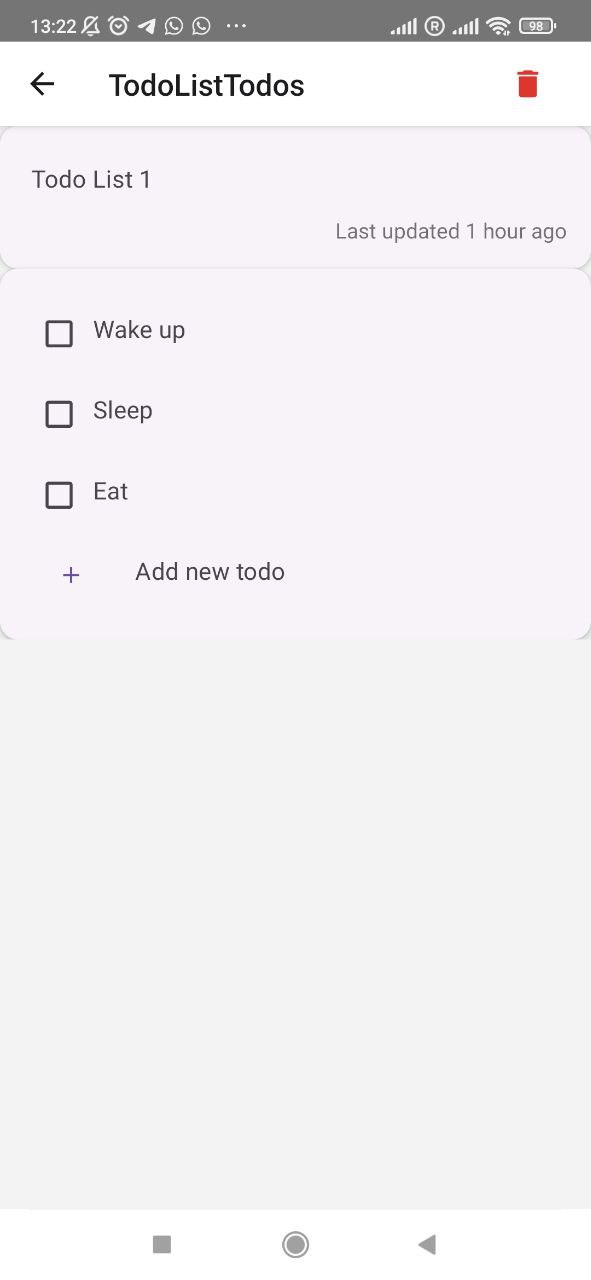 13:22 R 98
TodoListTodos
Todo List 1
Last updated 1 hour ago
Wake up
Sleep
Eat
+ Add new todo